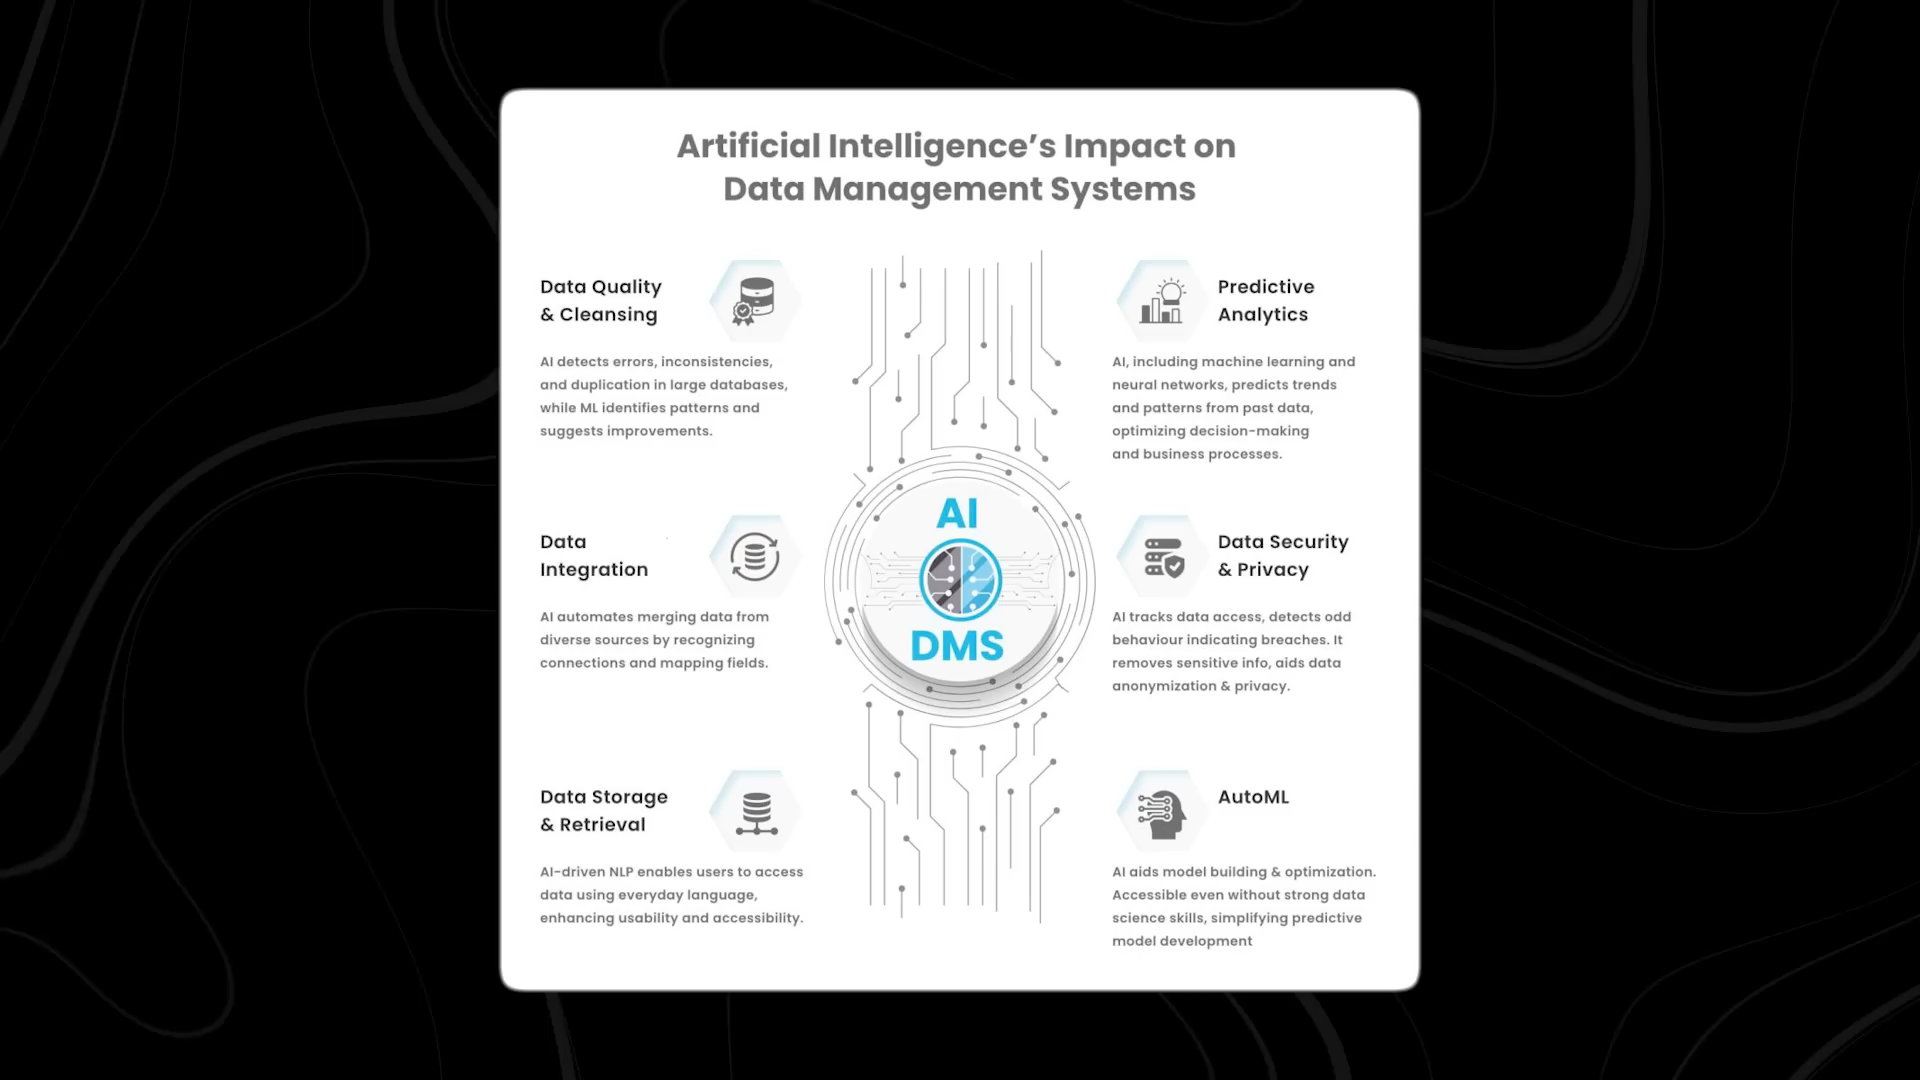 Artificial Intelligence’s Impact on
Data Management Systems
Data Quality
& Cleansing
AI detects errors, inconsistencies,
and duplication in large databases,
while ML identifies patterns and
suggests improvements.
Data
Integration
AI automates merging data from
diverse sources by recognizing
connections and mapping fields.
Data Storage
& Retrieval
AI-driven NLP enables users to access
data using everyday language,
enhancing usability and accessibility.
AI
DMS
Predictive
Analytics
AI, including machine learning and
neural networks, predicts trends
and patterns from past data,
optimizing decision-making
and business processes.
Data Security
& Privacy
AI tracks data access, detects odd
behaviour indicating breaches. It
removes sensitive info, aids data
anonymization & privacy.
AutoML
AI aids model building & optimization.
Accessible even without strong data
science skills, simplifying predictive
model development